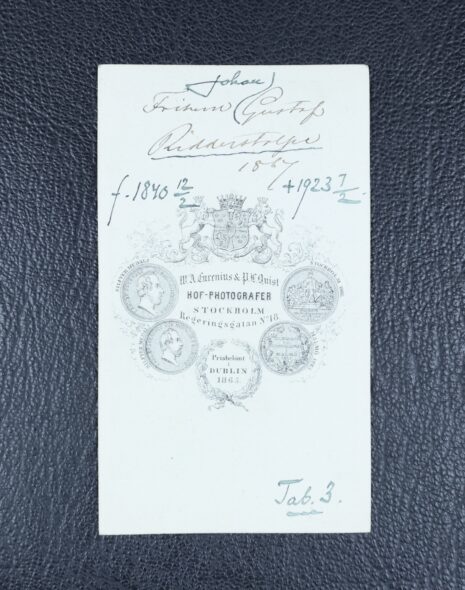 Johan
Friherre Gustaf
Ridderstolpe
1867
f. 1840 12/2 +1923 7/2.
W. A. Eurenius & P. L. Quist
HOF-PHOTOGRAFER
STOCKHOLM
Regeringsgatan No 18.
Prisbelönt
i
DUBLIN
1865
Tab. 3.